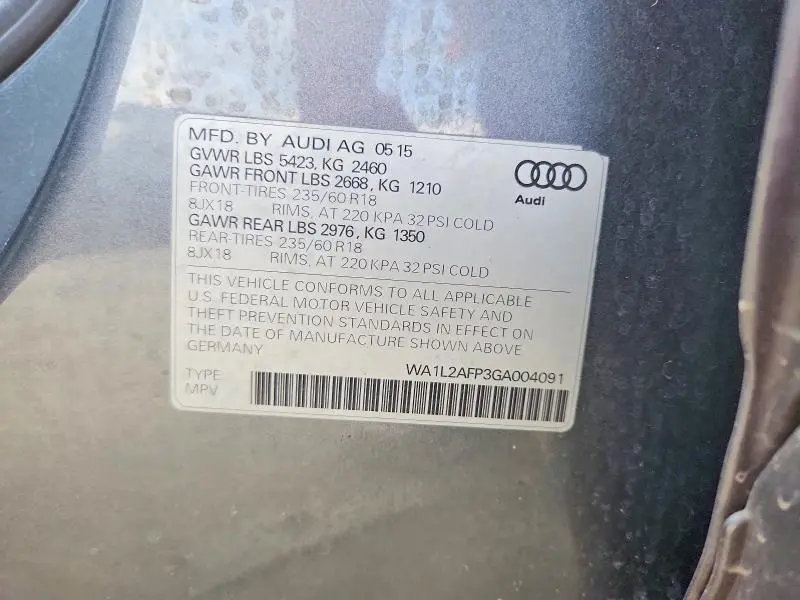 MFD. BY AUDI AG 05 15
GVWR LBS 5423, KG 2460
GAWR FRONT LBS 2668, KG 1210
FRONT-TIRES 235/60 R18
8JX18 RIMS, AT 220 KPA 32 PSI COLD
GAWR REAR LBS 2976, KG 1350
REAR-TIRES 235/60 R18
8JX18 RIMS, AT 220 KPA 32 PSI COLD
Audi
THIS VEHICLE CONFORMS TO ALL APPLICABLE
U.S. FEDERAL MOTOR VEHICLE SAFETY AND
THEFT PREVENTION STANDARDS IN EFFECT ON
THE DATE OF MANUFACTURE SHOWN ABOVE
GERMANY
WA1L2AFP3GA004091
TYPE
MPV